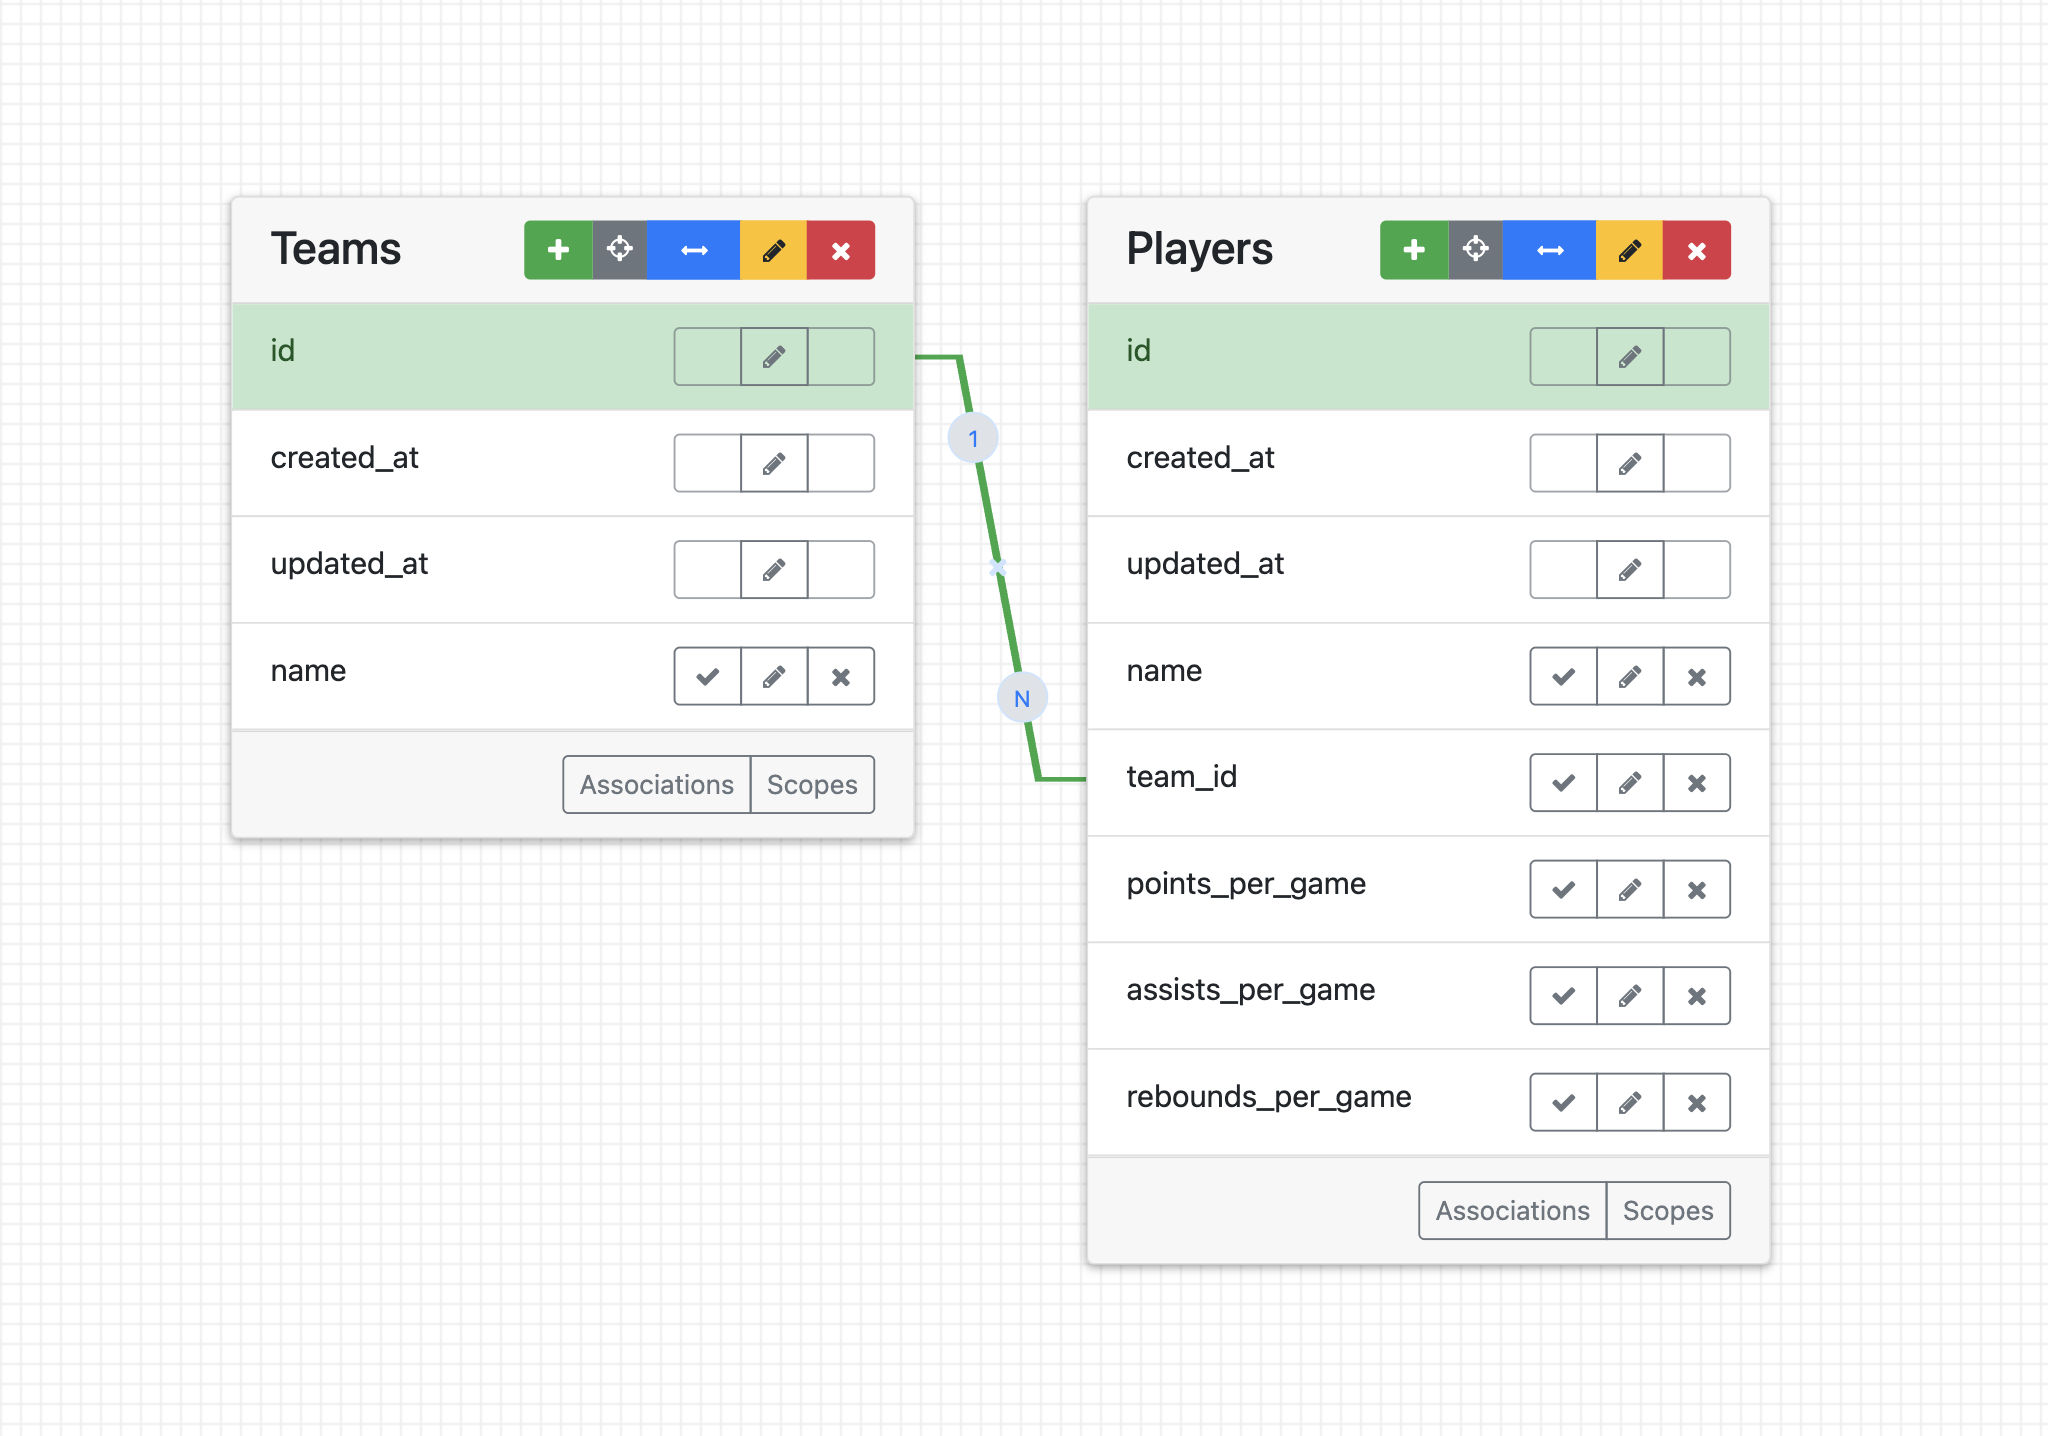 Teams
id
created_at
updated_at
name
Associations Scopes
1
N
Players
id
created_at
updated_at
name
team_id
points_per_game
assists_per_game
rebounds_per_game
Associations Scopes